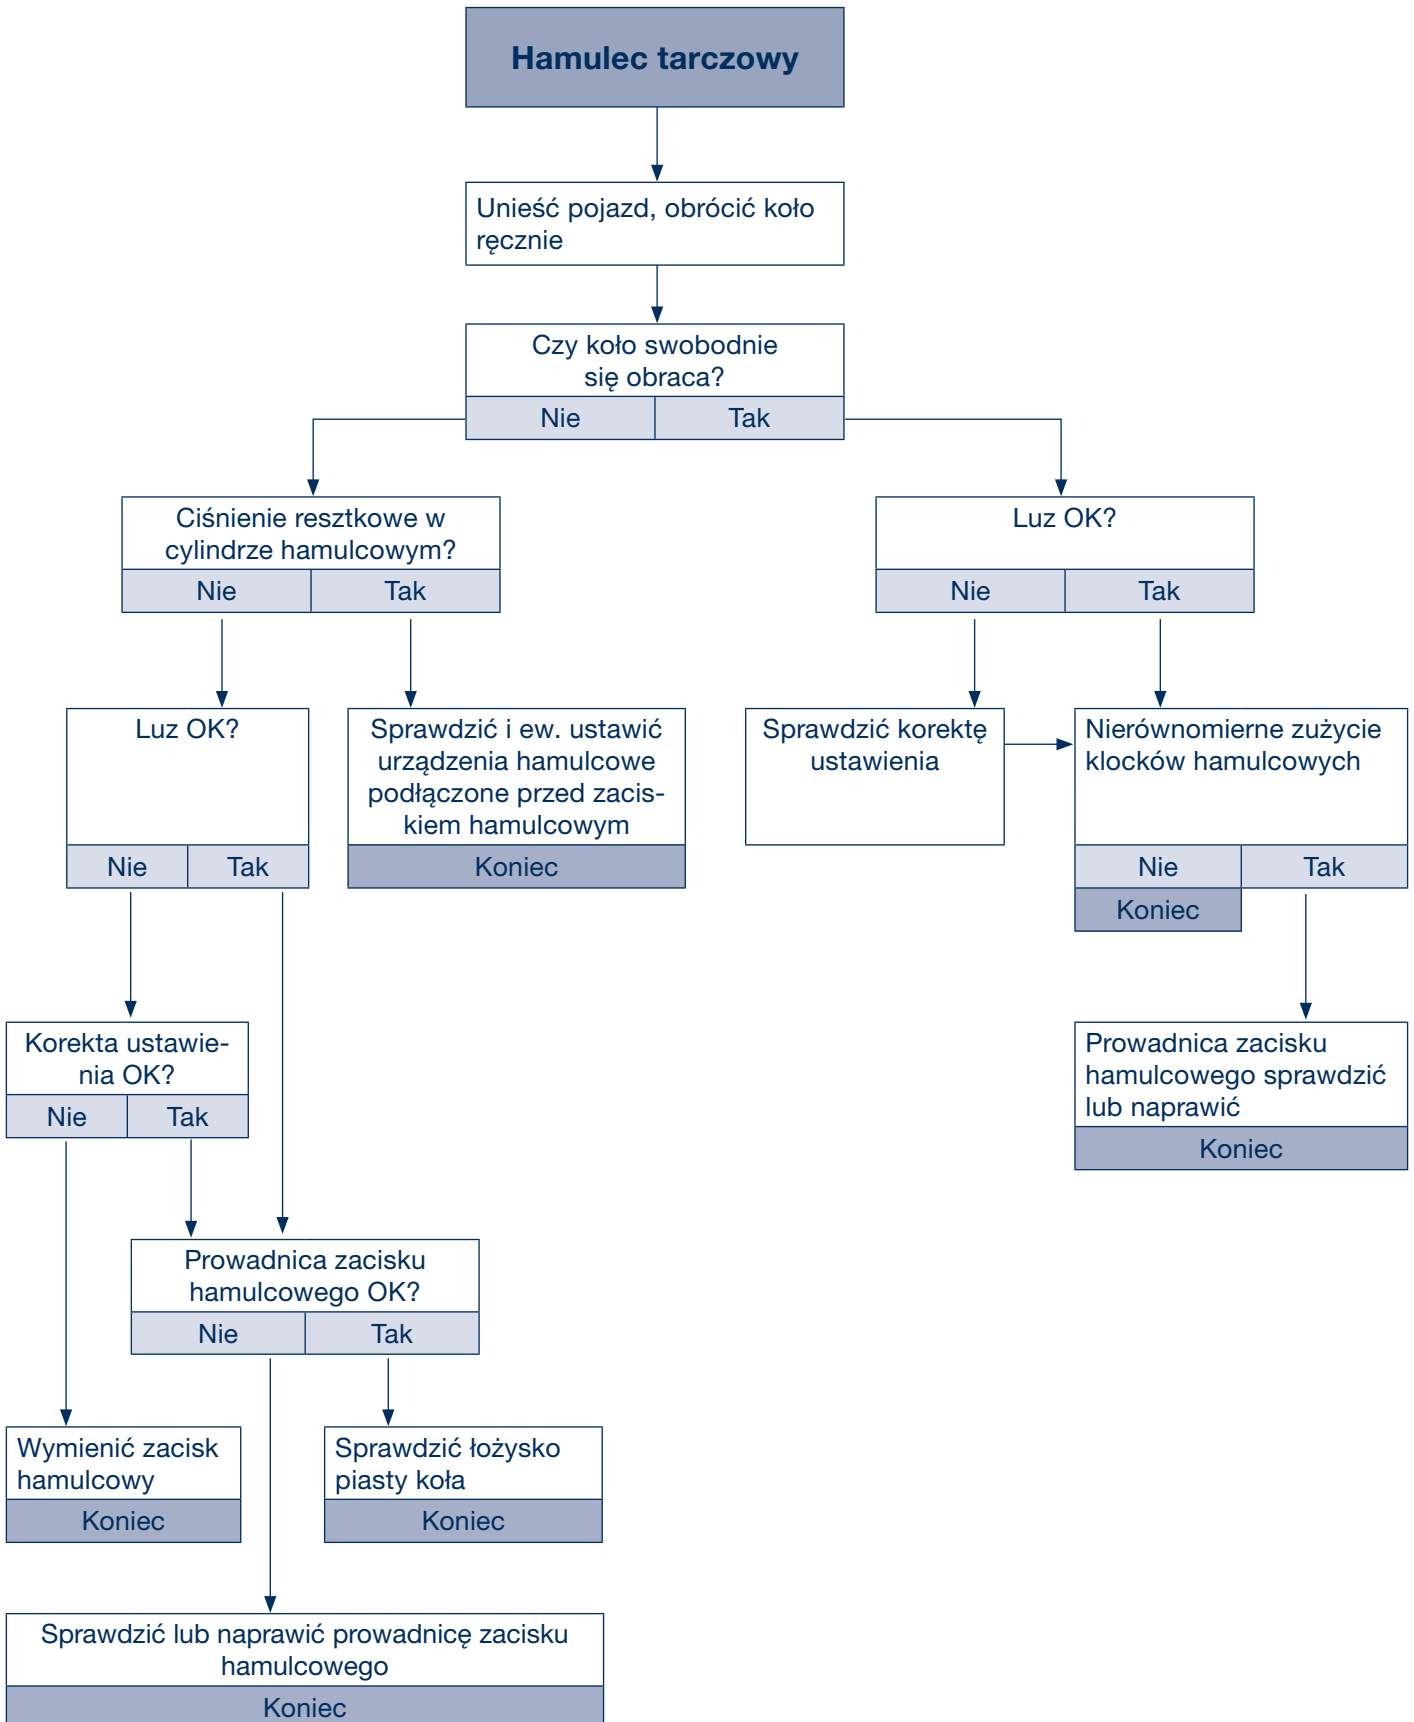 Hamulec tarczowy
Unieść pojazd, obrócić koło
ręcznie
Czy koło swobodnie
się obraca?
Nie
Tak
Ciśnienie resztkowe w
cylindrze hamulcowym?
Nie
Tak
Luz OK?
Nie
Tak
Luz OK?
Nie
Tak
Sprawdzić i ew. ustawić
urządzenia hamulcowe
podłączone przed zacis-
kiem hamulcowym
Koniec
Sprawdzić korektę
ustawienia
Nierównomierne zużycie
klocków hamulcowych
Nie
Tak
Koniec
Korekta ustawie-
nia OK?
Nie
Tak
Prowadnica zacisku
hamulcowego sprawdzić
lub naprawić
Koniec
Prowadnica zacisku
hamulcowego OK?
Nie
Tak
Wymienić zacisk
hamulcowy
Koniec
Sprawdzić łożysko
piasty koła
Koniec
Sprawdzić lub naprawić prowadnicę zacisku
hamulcowego
Koniec